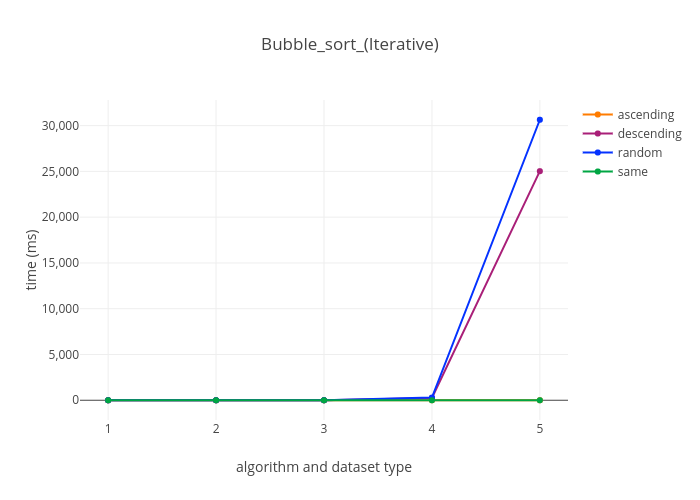 Bubble_sort_(Iterative)
30,000
25,000
20,000
15,000
10,000
5,000
0
time (ms)
1 2 3 4 5
algorithm and dataset type
ascending
descending
random
same